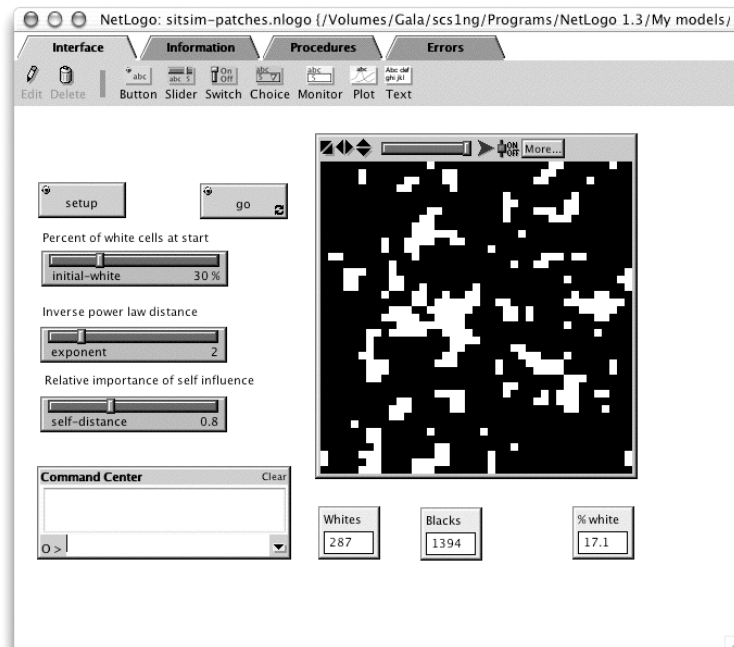 NetLogo: sitsim-patches.nlogo {/Volumes/Gala/scs1ng/Programs/NetLogo 1.3/My models/
Interface Information Procedures Errors
Edit Delete Button Slider Switch Choice Monitor Plot Text
ON
OFF
More...
setup
go
Percent of white cells at start
initial-white 30 %
Inverse power law distance
exponent 2
Relative importance of self influence
self-distance 0.8
Command Center Clear
O >
Whites
287
Blacks
1394
% white
17.1